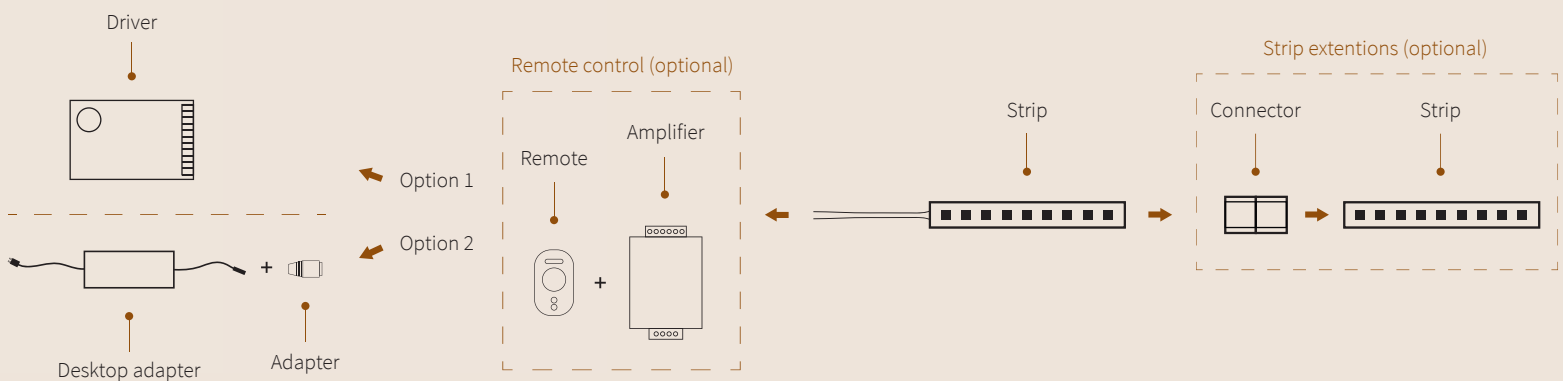 Driver
Option 1
Option 2
Desktop adapter
+
Adapter
Remote control (optional)
Remote
+
Amplifier
Strip
Strip extentions (optional)
Connector
Strip